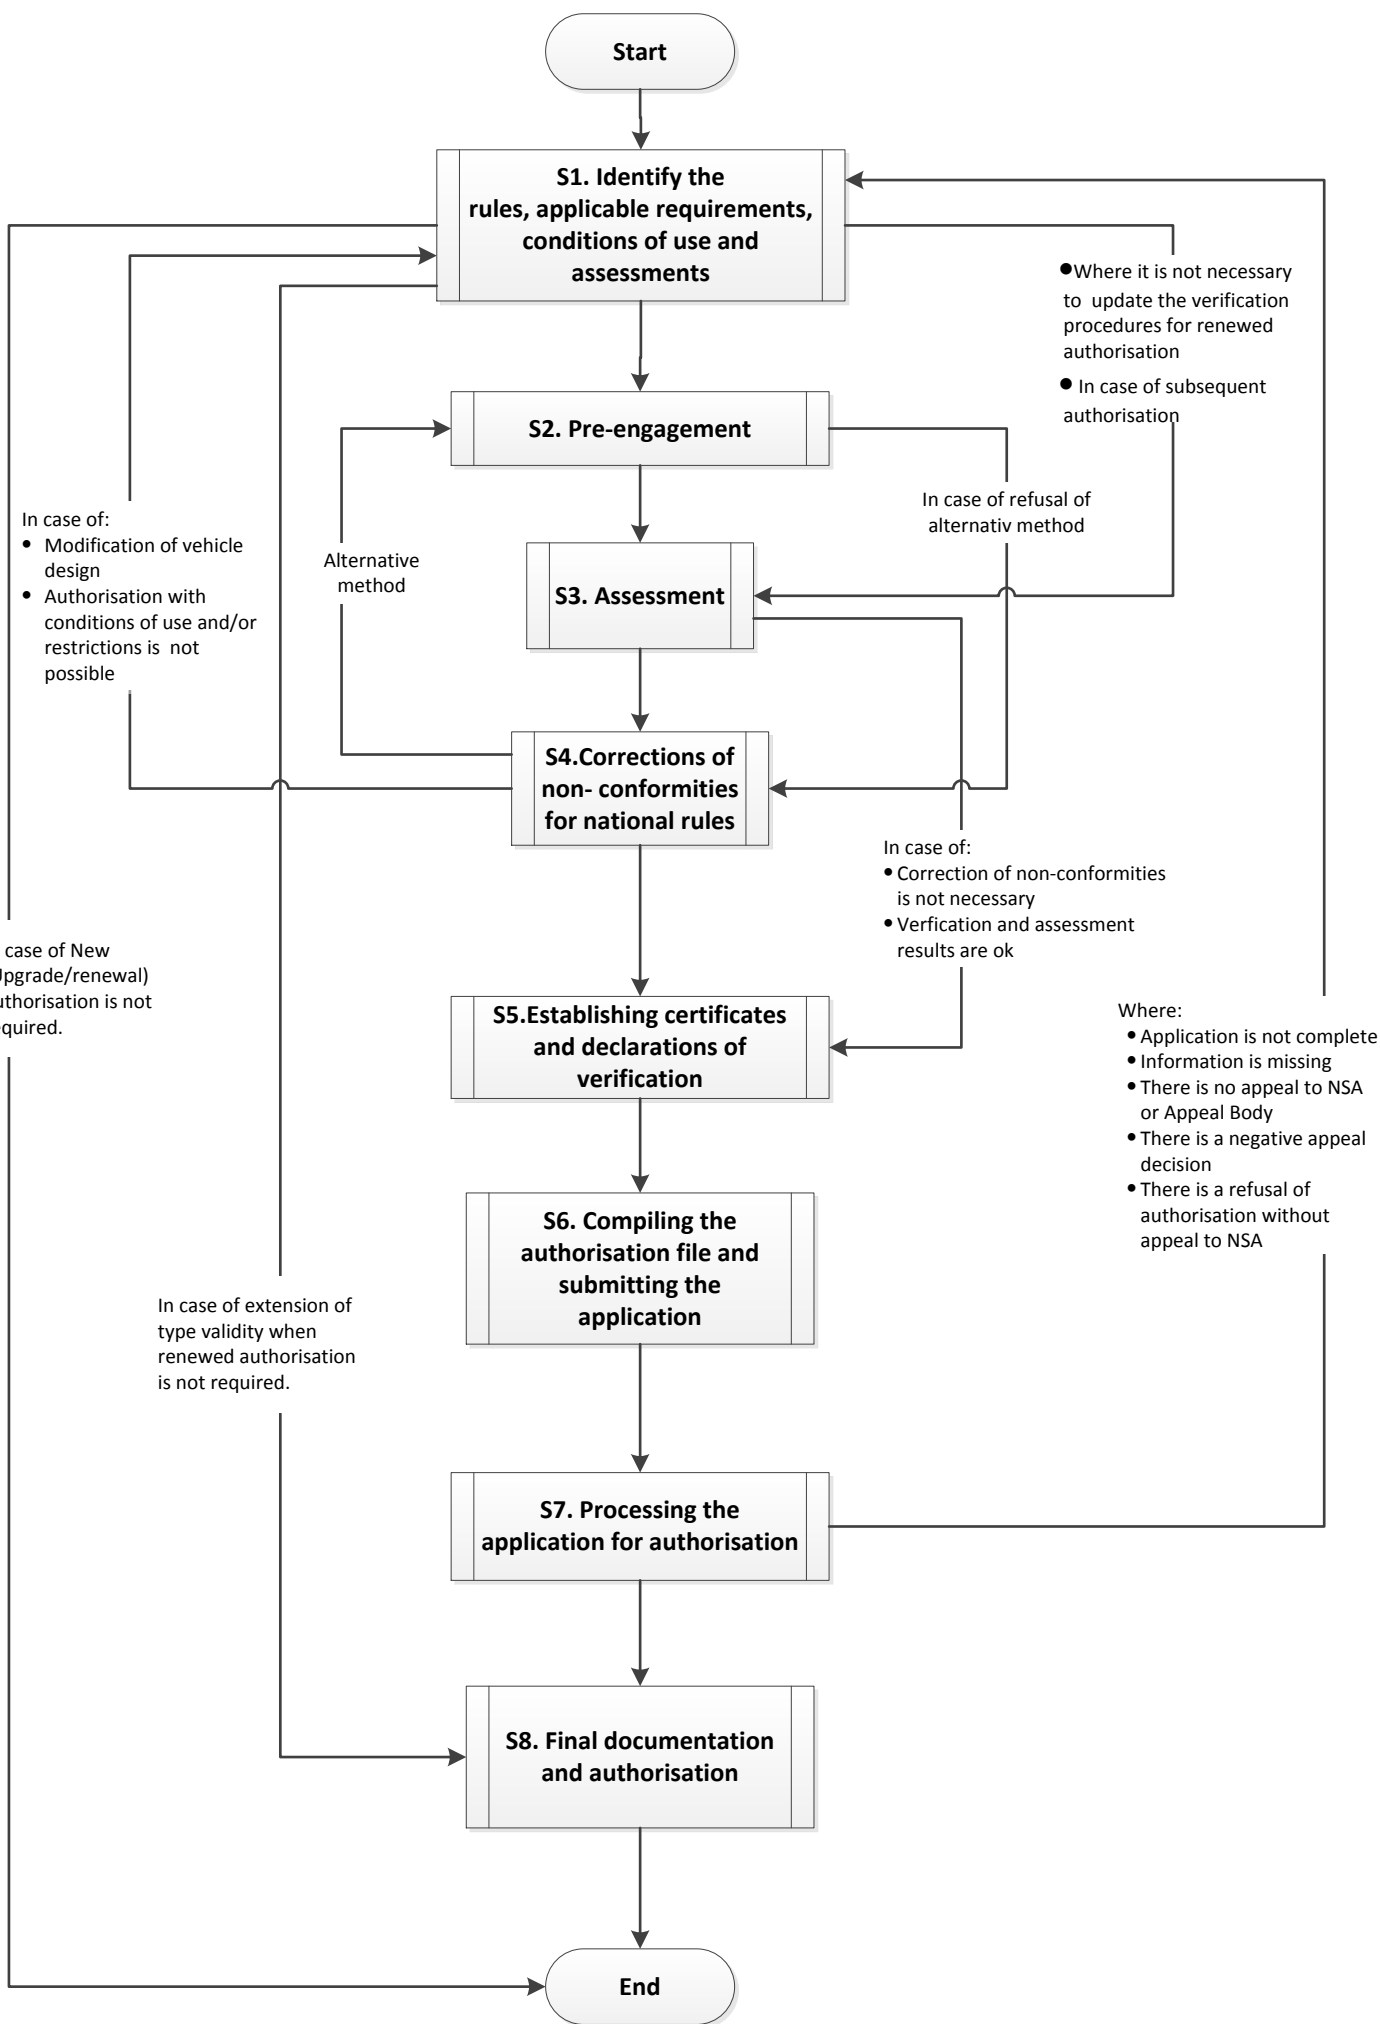 Start
S1. Identify the
rules, applicable requirements,
conditions of use and
assessments
●Where it is not necessary
to update the verification
procedures for renewed
authorisation
● In case of subsequent
authorisation
S2. Pre-engagement
In case of refusal of
alternativ method
In case of:
• Modification of vehicle
design
• Authorisation with
conditions of use and/or
restrictions is not
possible
Alternative
method
S3. Assessment
S4.Corrections of
non- conformities
for national rules
In case of:
• Correction of non-conformities
is not necessary
• Verfication and assessment
results are ok
case of New
Upgrade/renewal)
uthorisation is not
equired.
S5.Establishing certificates
and declarations of
verification
Where:
• Application is not complete
• Information is missing
• There is no appeal to NSA
or Appeal Body
• There is a negative appeal
decision
• There is a refusal of
authorisation without
appeal to NSA
S6. Compiling the
authorisation file and
submitting the
application
In case of extension of
type validity when
renewed authorisation
is not required.
S7. Processing the
application for authorisation
S8. Final documentation
and authorisation
End